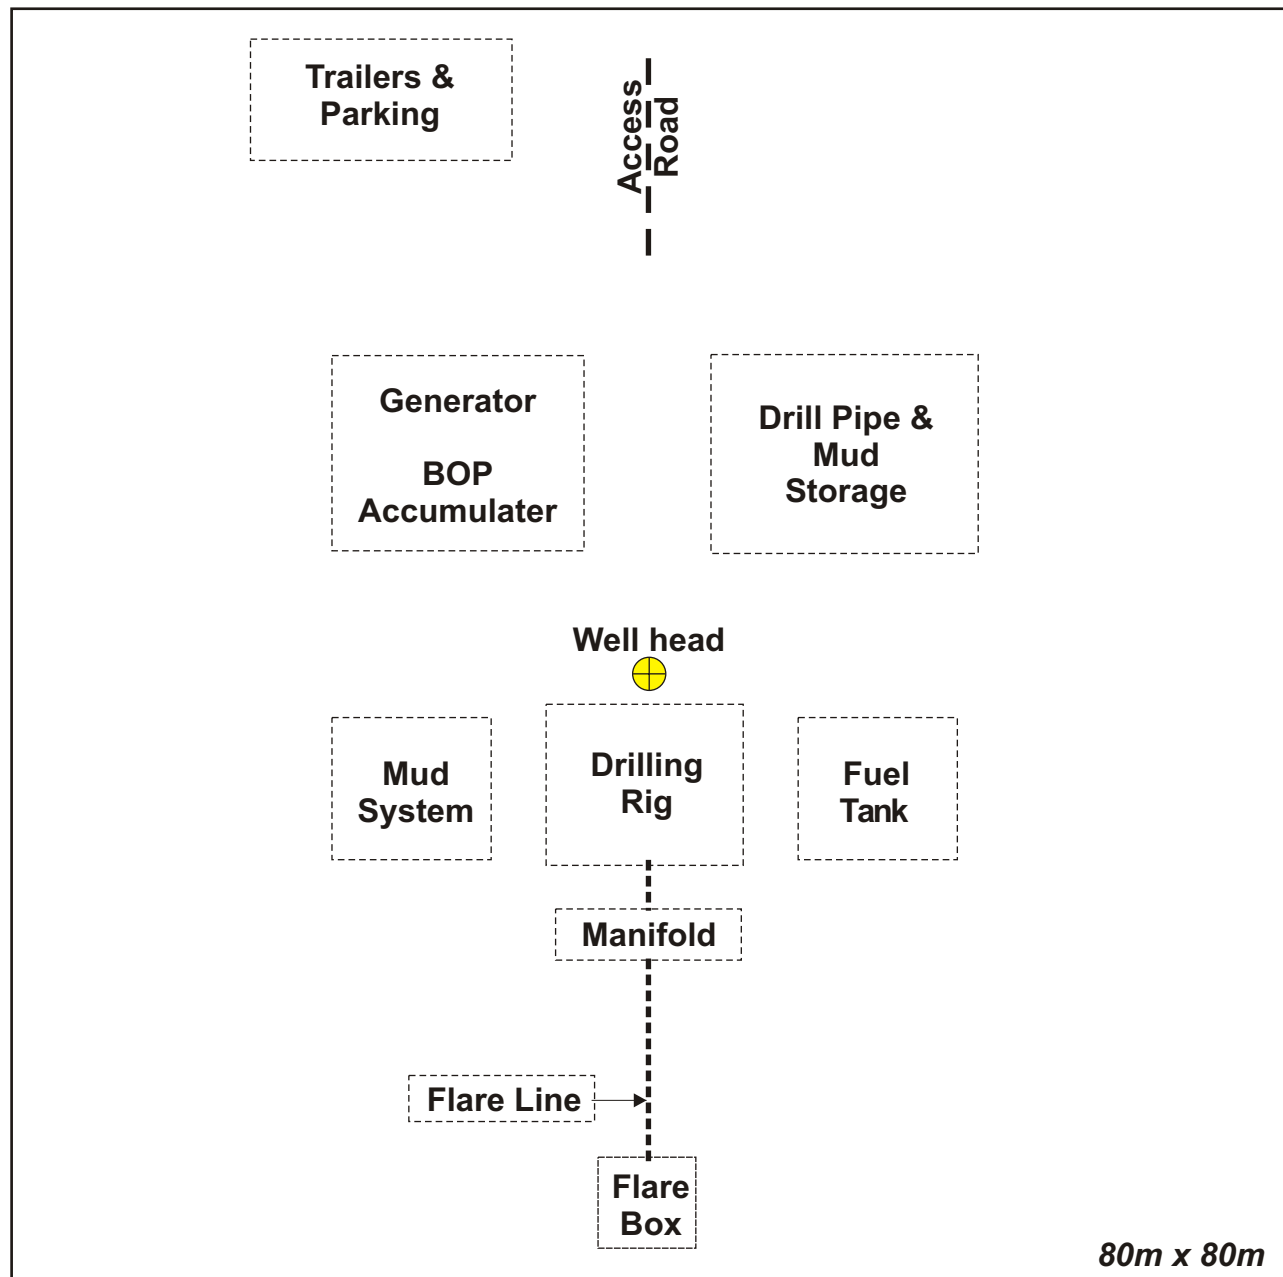 Trailers &
Parking
Access
Road
Generator
BOP
Accumulater
Drill Pipe &
Mud
Storage
Well head
Mud
System
Drilling
Rig
Fuel
Tank
Manifold
Flare Line
Flare
Box
80m x 80m